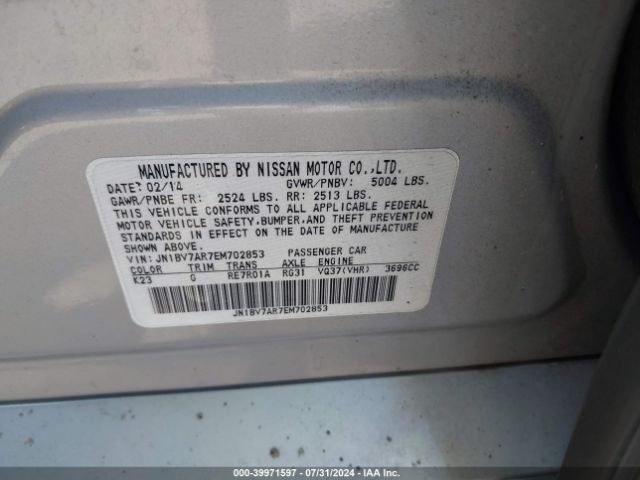 MANUFACTURED BY NISSAN MOTOR CO.,LTD.
DATE: 02/14 GVWR/PNBV: 5004 LBS.
GAWR/PNBE FR: 2524 LBS. RR: 2513 LBS.
THIS VEHICLE CONFORMS TO ALL APPLICABLE FEDERAL
MOTOR VEHICLE SAFETY,BUMPER,AND THEFT PREVENTION
STANDARDS IN EFFECT ON THE DATE OF MANUFACTURE
SHOWN ABOVE.
VIN: JN1BV7AR7EM702853 PASSENGER CAR
COLOR TRIM TRANS AXLE ENGINE
K23 G RE7R01A RG31 VQ37(VHR) 3696CC
JN1BV7AR7EM702853
000-39971597 - 07/31/2024 - IAA Inc.